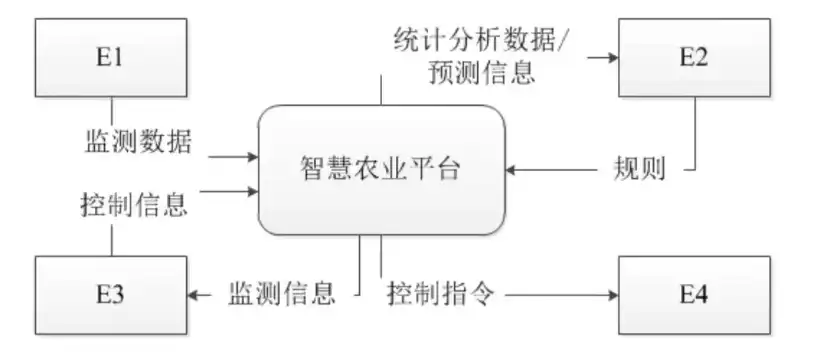 E1
统计分析数据/
预测信息
E2
监测数据
智慧农业平台
规则
控制信息
E3
监测信息
控制指令
E4